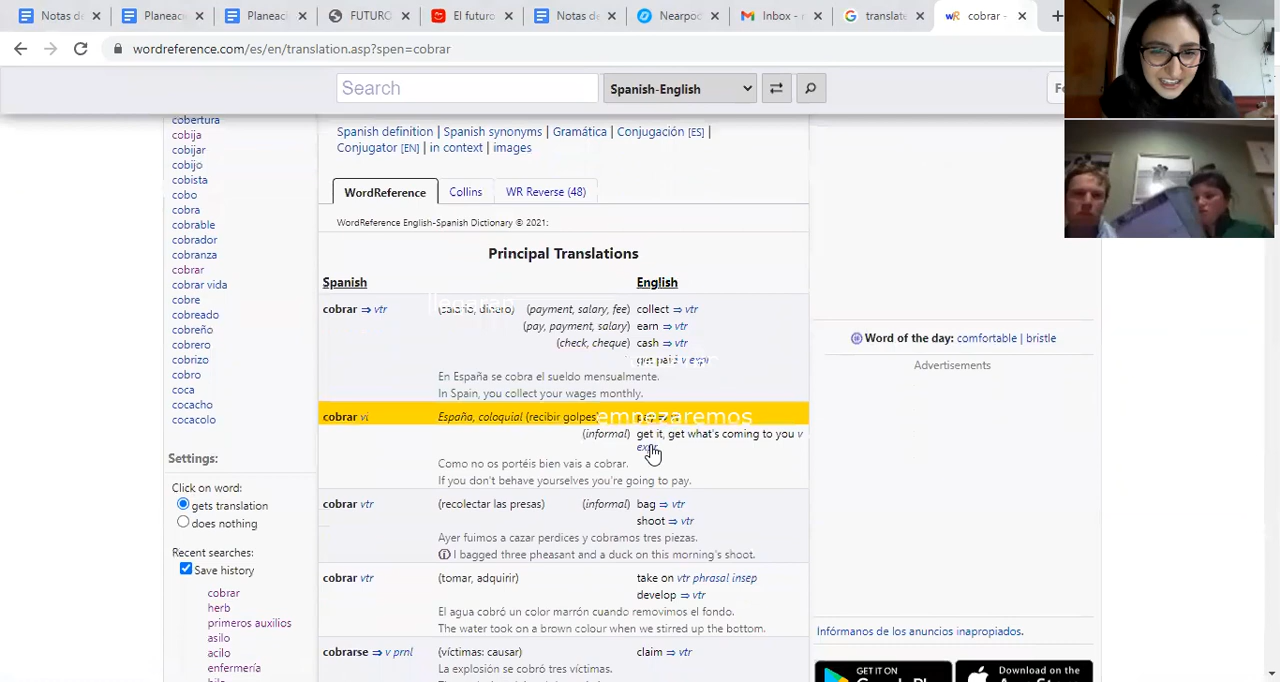 Notas de
Planeaci
Planeaci
FUTURO
El futuro
Notas de
Nearpod
Inbox -
translate
cobrar -
wordreference.com/es/en/translation.asp?spen=cobrar
Search
Spanish-English
cobertura
cobija
cobijar
cobijo
cobista
cobo
cobra
cobrable
cobrador
cobranza
cobrar
cobrar vida
cobre
cobreado
cobreño
cobrero
cobrizo
cobro
coca
cocacho
cocacolo
Settings:
Click on word:
gets translation
does nothing
Recent searches:
Save history
cobrar
herb
primeros auxilios
asilo
acilo
enfermería
Spanish definition | Spanish synonyms | Gramática | Conjugación [ES] |
Conjugator [EN] | in context | images
WordReference
Collins
WR Reverse (48)
WordReference English-Spanish Dictionary © 2021:
Principal Translations
Spanish
English
cobrar ⇒ vtr
dinero)
(payment, salary, fee)
collect ⇒ vtr
(pay, payment, salary)
earn ⇒ vtr
(check, cheque)
cash ⇒ vtr
get paid v expr
En España se cobra el sueldo mensualmente.
In Spain, you collect your wages monthly.
cobrar vi
España, coloquial (recibir golpes
empezaremos
(informal)
get it, get what's coming to you v
Como no os portéis bien vais a cobrar.
If you don't behave yourselves you're going to pay.
cobrar vtr
(recolectar las presas)
(informal)
bag ⇒ vtr
shoot ⇒ vtr
Ayer fuimos a cazar perdices y cobramos tres piezas.
I bagged three pheasant and a duck on this morning's shoot.
cobrar vtr
(tomar, adquirir)
take on vtr phrasal insep
develop ⇒ vtr
El agua cobró un color marrón cuando removimos el fondo.
The water took on a brown colour when we stirred up the bottom.
cobrarse ⇒ v prnl
(víctimas: causar)
claim ⇒ vtr
La explosión se cobró tres víctimas.
Word of the day: comfortable | bristle
Advertisements
Infórmanos de los anuncios inapropiados.
GET IT ON
Download on the